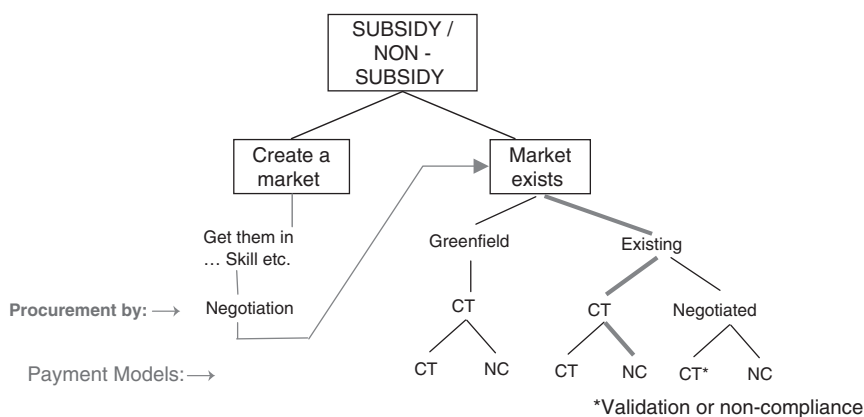 SUBSIDY /
NON -
SUBSIDY
Create a
market
Market
exists
Get them in
... Skill etc.
Greenfield
Existing
Procurement by:
Negotiation
CT
CT
Negotiated
Payment Models:
CT
NC
CT
NC
CT*
NC
*Validation or non-compliance